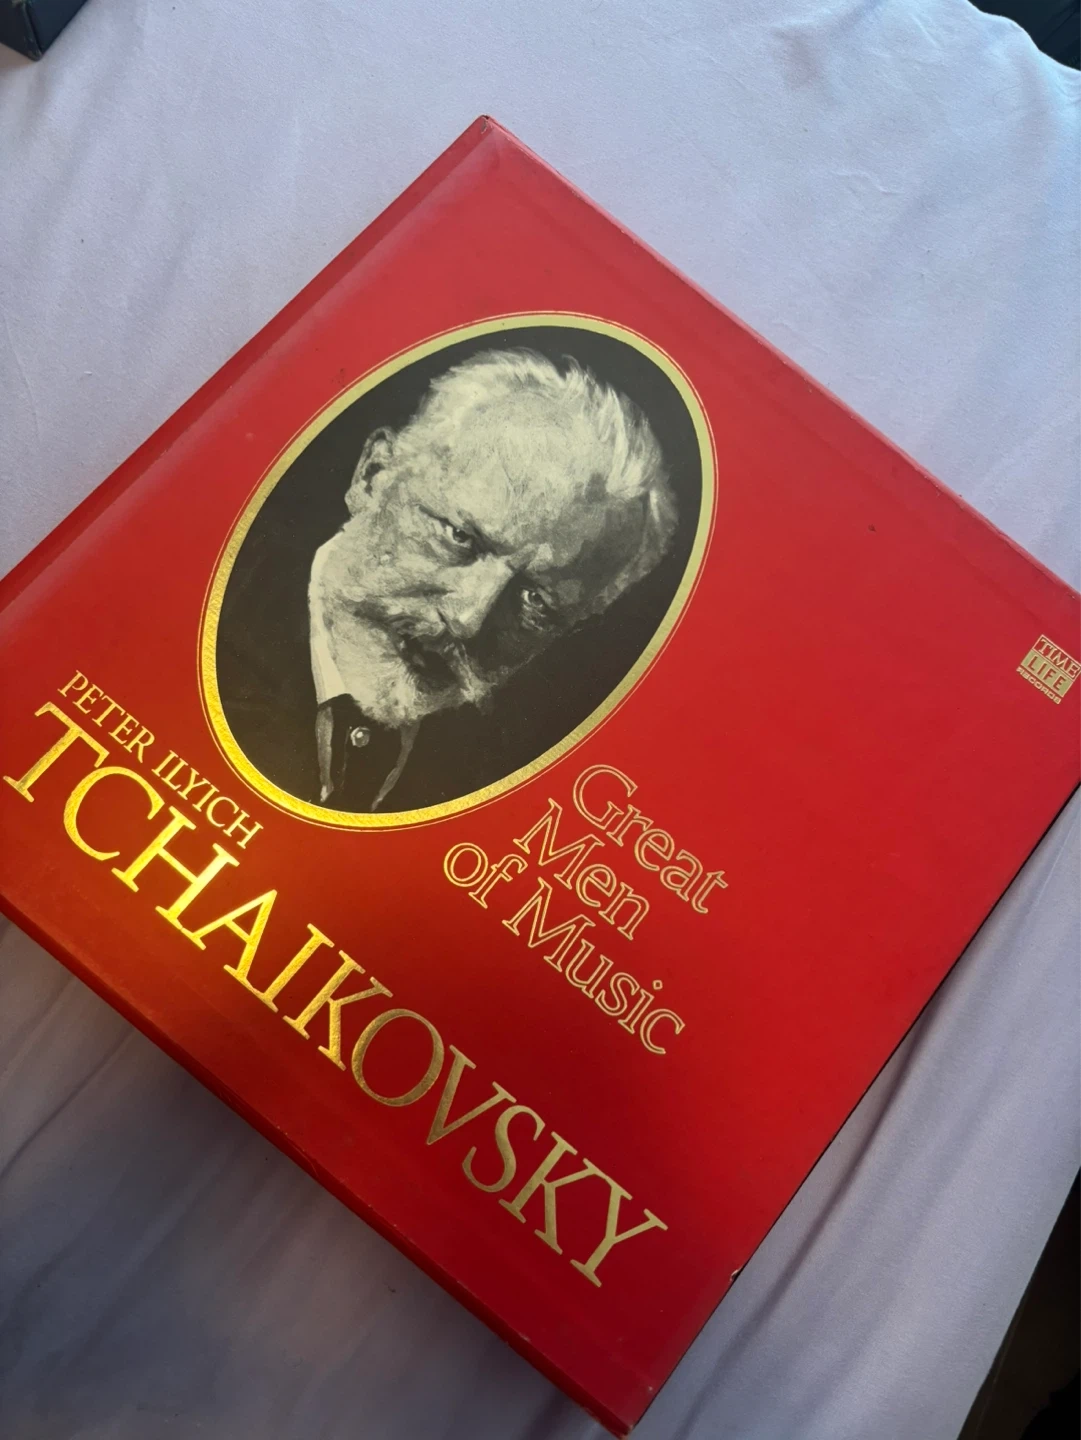 PETER ILYICH
TCHAIKOVSKY
Great
Men
of Music
TIME
LIFE
RECORDS